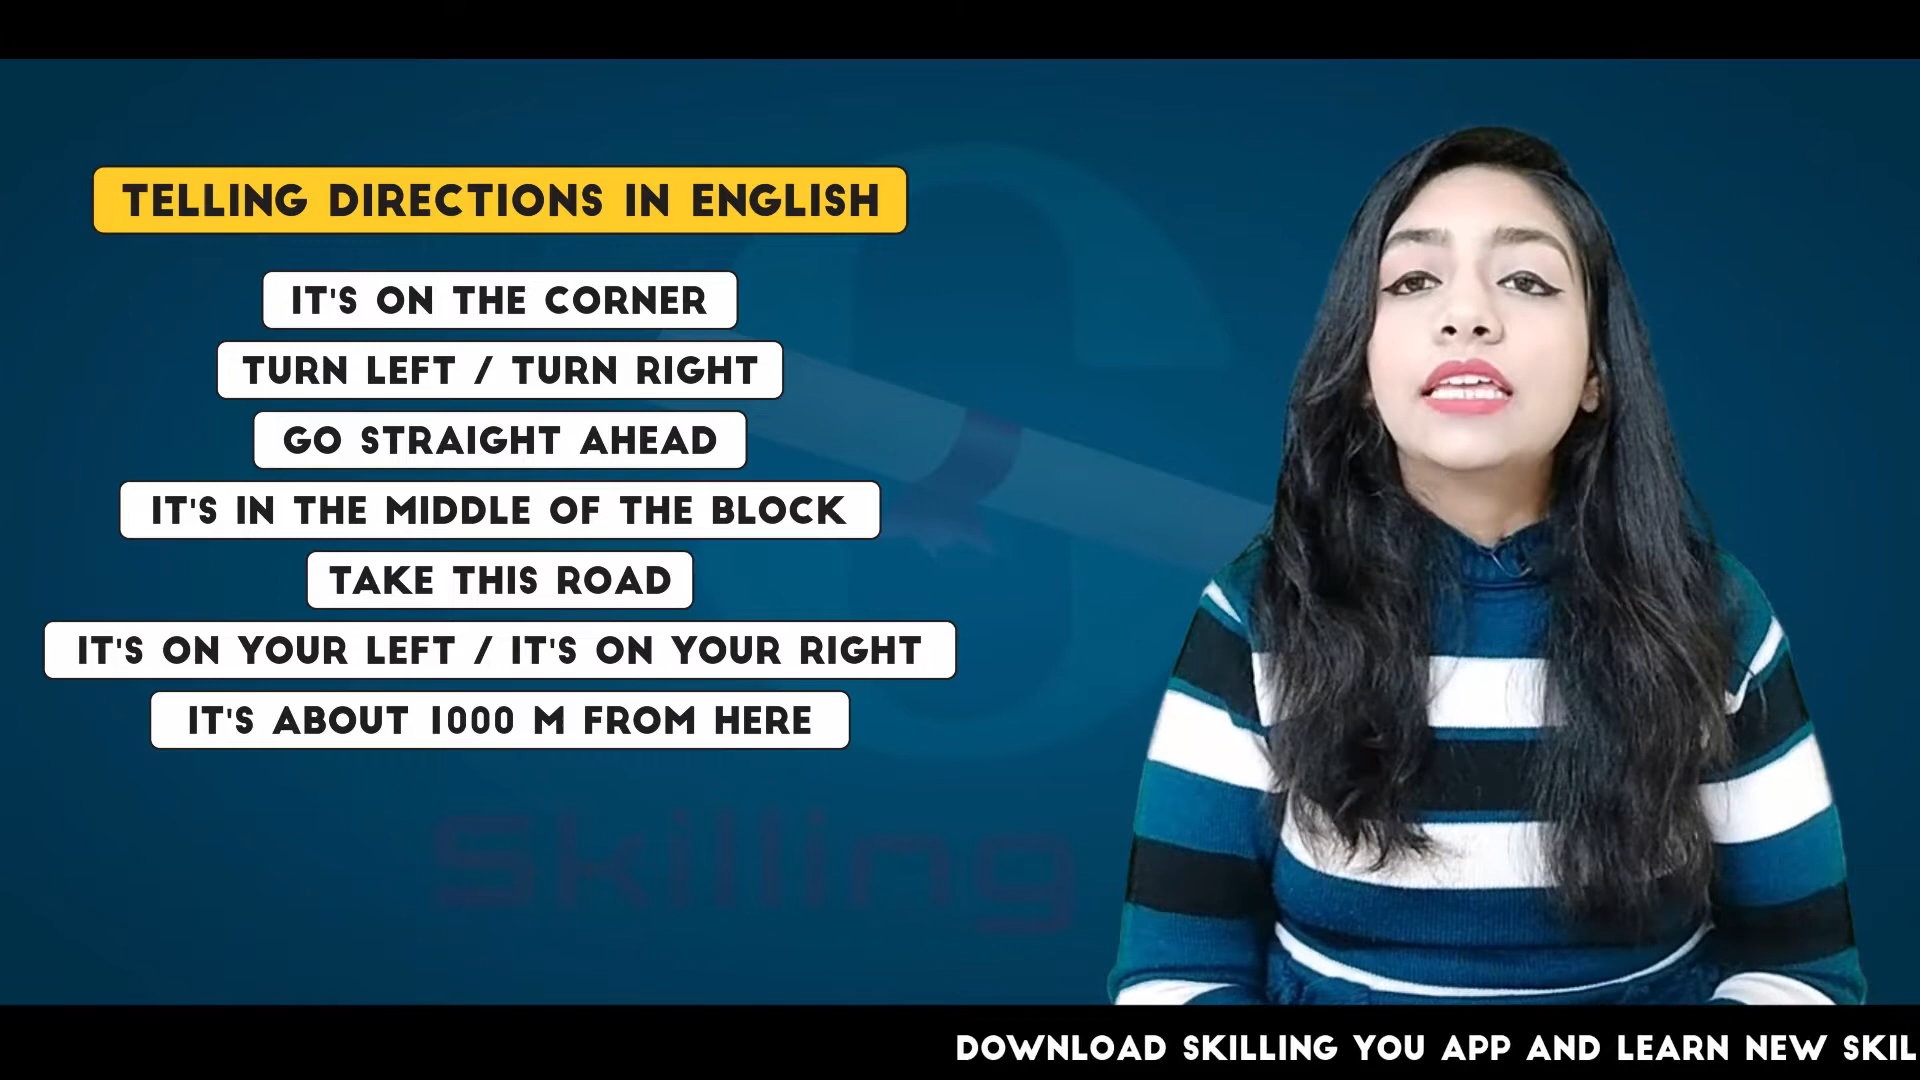 TELLING DIRECTIONS IN ENGLISH
IT'S ON THE CORNER
TURN LEFT / TURN RIGHT
GO STRAIGHT AHEAD
IT'S IN THE MIDDLE OF THE BLOCK
TAKE THIS ROAD
IT'S ON YOUR LEFT / IT'S ON YOUR RIGHT
IT'S ABOUT 1000 M FROM HERE
Skilling
DOWNLOAD SKILLING YOU APP AND LEARN NEW SKIL